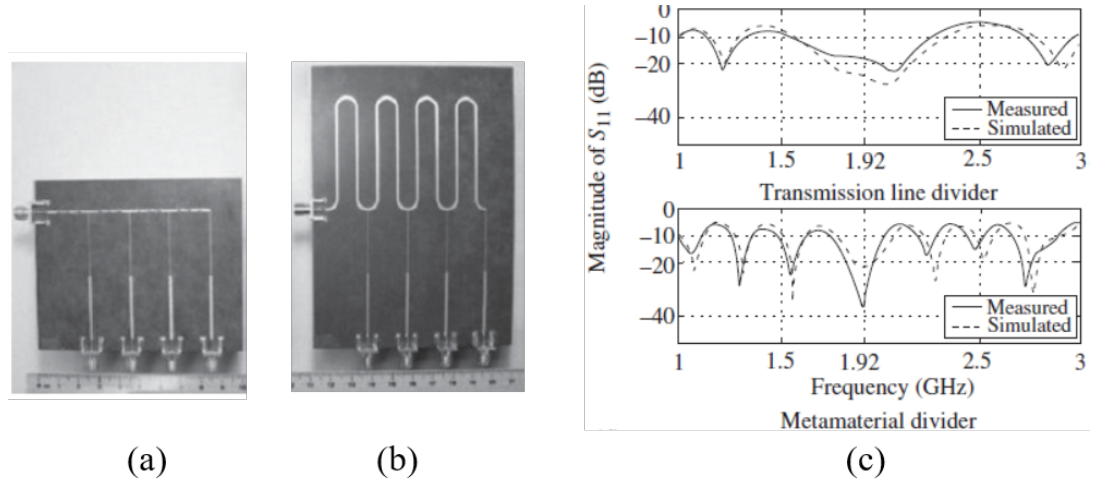 0
−10
−20
−40
Measured
Simulated
1 1.5 1.92 2.5 3
Transmission line divider
Magnitude of S11 (dB)
0
−10
−20
−40
Measured
Simulated
1 1.5 1.92 2.5 3
Frequency (GHz)
Metamaterial divider
(a) (b) (c)